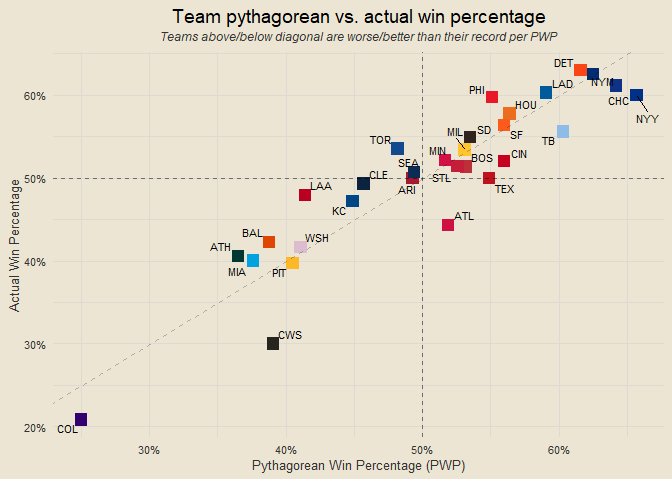 Team pythagorean vs. actual win percentage
Teams above/below diagonal are worse/better than their record per PWP
Actual Win Percentage
60%
50%
40%
30%
20%
DET
NYM
LAD
CHC
NYY
PHI
HOU
SF
TB
SD
MIL
TOR
MIN
BOS
CIN
SEA
STL
CLE
ARI
TEX
LAA
KC
ATL
BAL
WSH
ATH
MIA
PIT
CWS
COL
30%
40%
50%
60%
Pythagorean Win Percentage (PWP)